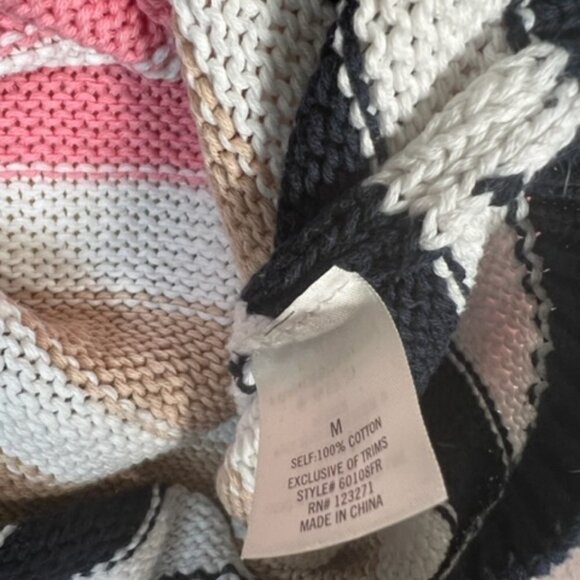 M
SELF:100% COTTON
EXCLUSIVE OF TRIMS
STYLE# 60108FR
RN# 123271
MADE IN CHINA